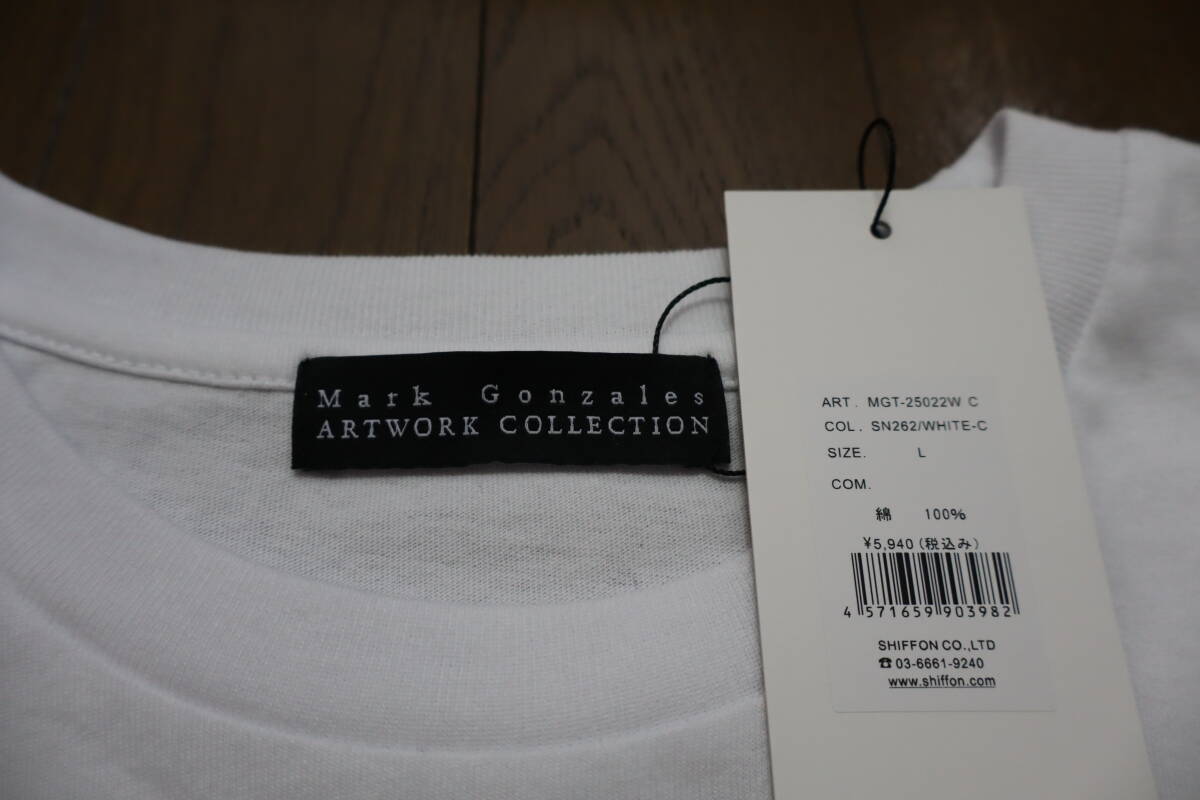 Mark Gonzales
ARTWORK COLLECTION
ART. MGT-25022W C
COL. SN262/WHITE-C
SIZE. L
COM.
綿 100%
¥5,940(税込み)
4 571659 903982
SHIFFON CO.,LTD
☎03-6661-9240
www.shiffon.com